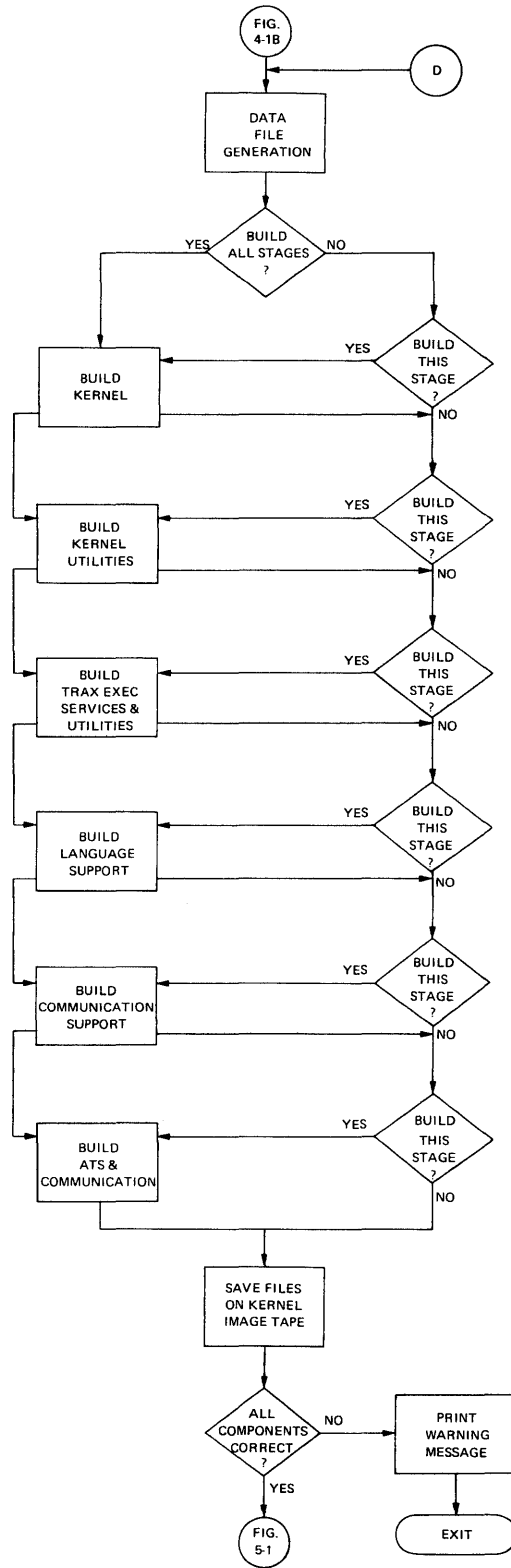 FIG.
4-1B
D
DATA
FILE
GENERATION
BUILD
ALL STAGES
?
YES
NO
BUILD
KERNEL
YES
BUILD
THIS
STAGE
?
NO
BUILD
KERNEL
UTILITIES
YES
BUILD
THIS
STAGE
?
NO
BUILD
TRAX EXEC
SERVICES &
UTILITIES
YES
BUILD
THIS
STAGE
?
NO
BUILD
LANGUAGE
SUPPORT
YES
BUILD
THIS
STAGE
?
NO
BUILD
COMMUNICATION
SUPPORT
YES
BUILD
THIS
STAGE
?
NO
BUILD
ATS &
COMMUNICATION
YES
BUILD
THIS
STAGE
?
NO
SAVE FILES
ON KERNEL
IMAGE TAPE
ALL
COMPONENTS
CORRECT
?
NO
YES
PRINT
WARNING
MESSAGE
FIG.
5-1
EXIT